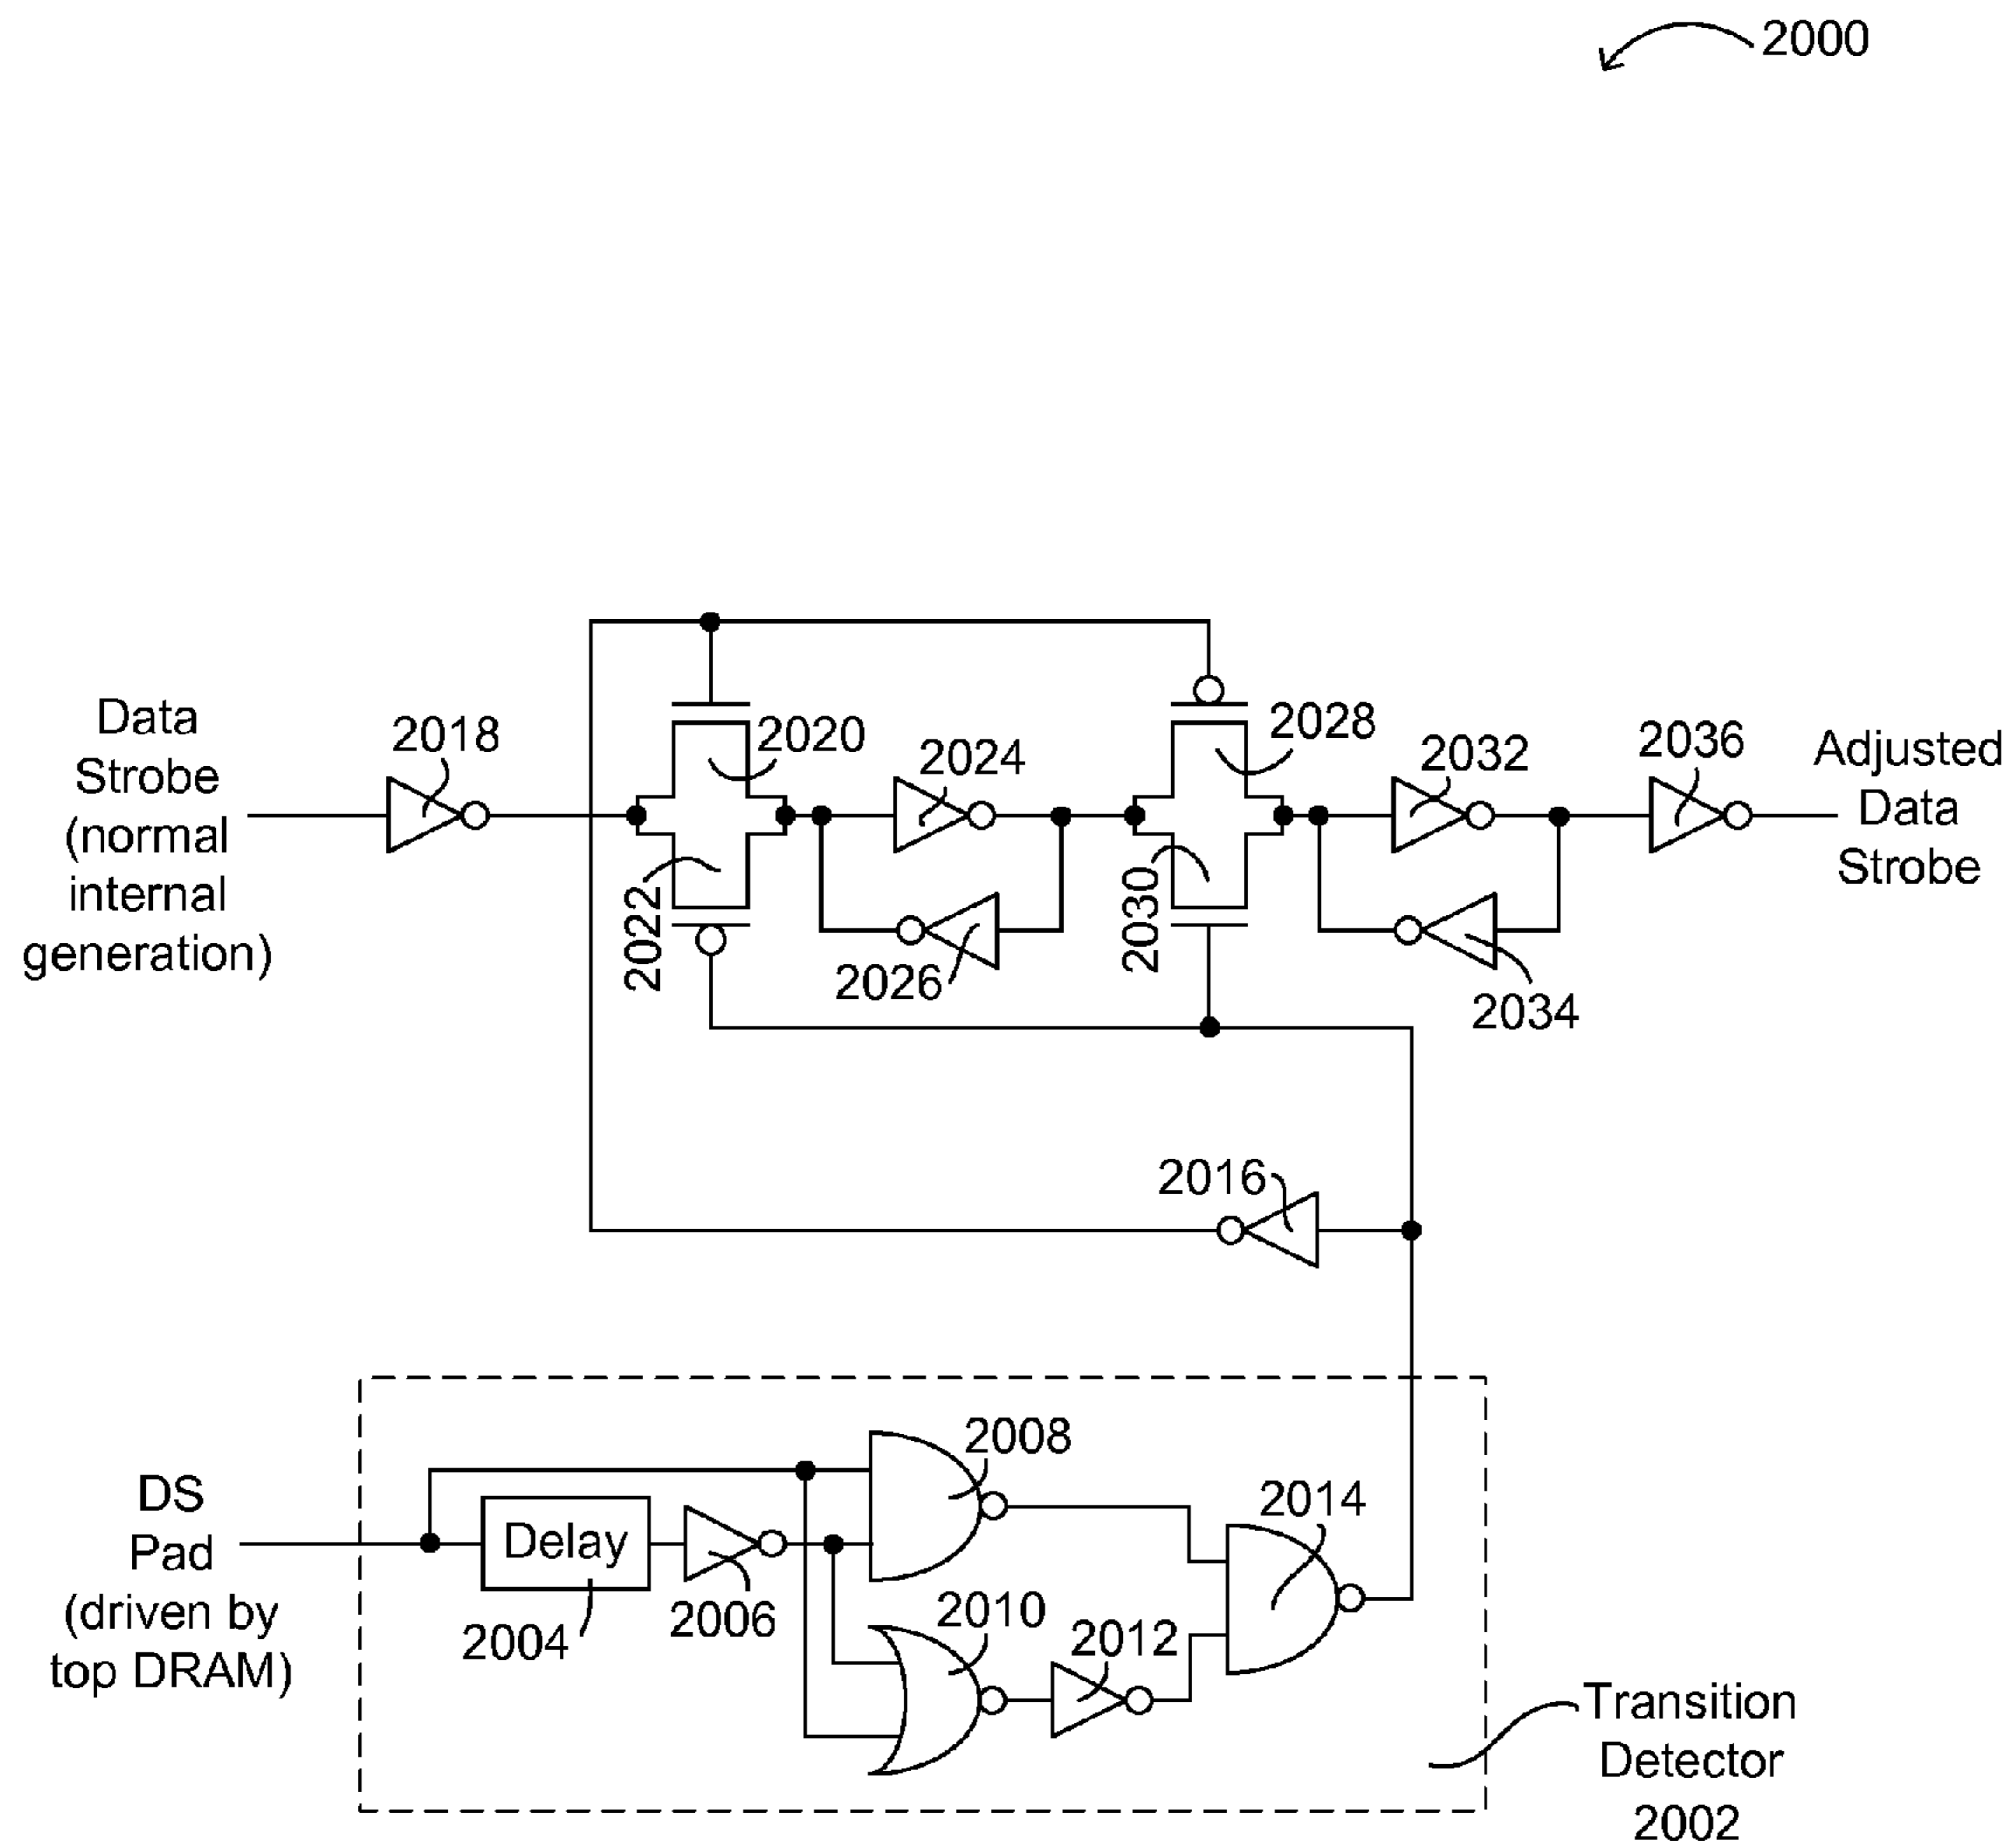 2000
Data
Strobe
(normal
internal
generation)
2018
2020
2022
2024
2026
2028
2030
2032
2034
2036
Adjusted
Data
Strobe
2016
DS
Pad
(driven by
top DRAM)
Delay
2004
2006
2008
2010
2012
2014
Transition
Detector
2002